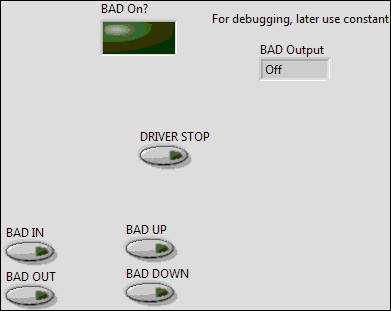 BAD On?
For debugging, later use constant
BAD Output
Off
DRIVER STOP
BAD IN
BAD UP
BAD OUT
BAD DOWN